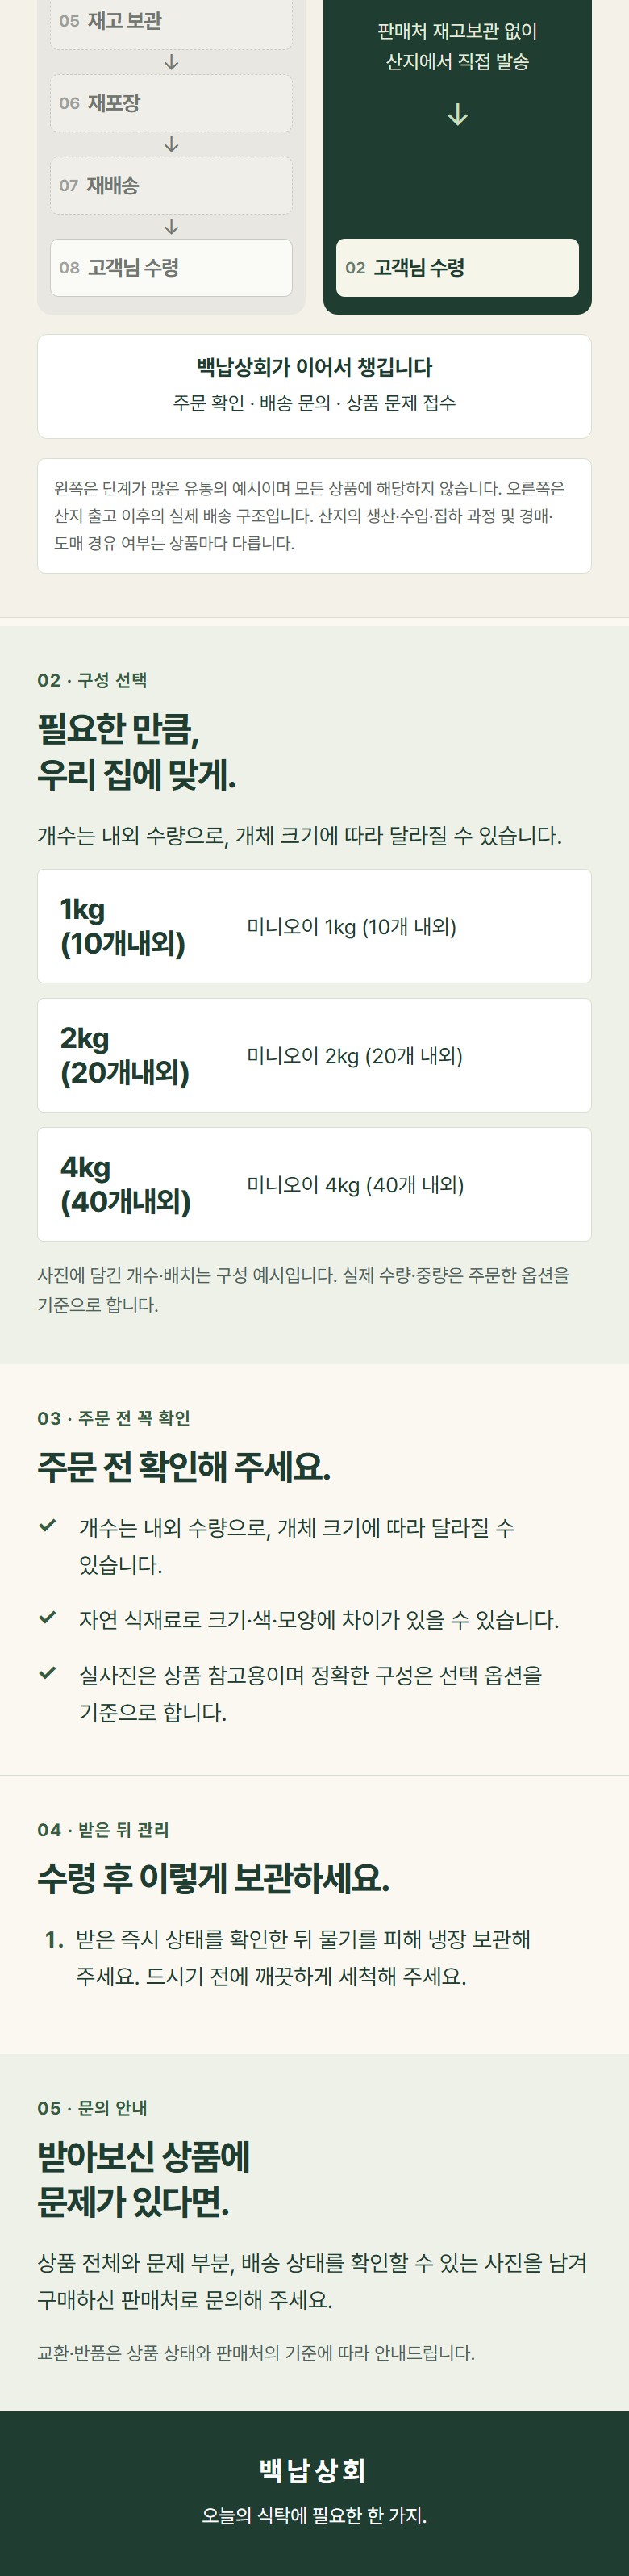 05 재고 보관
↓
06 재포장
↓
07 재배송
↓
08 고객님 수령
판매처 재고보관 없이
산지에서 직접 발송
↓
02 고객님 수령
백납상회가 이어서 챙깁니다
주문 확인 · 배송 문의 · 상품 문제 접수
왼쪽은 단계가 많은 유통의 예시이며 모든 상품에 해당하지 않습니다. 오른쪽은
산지 출고 이후의 실제 배송 구조입니다. 산지의 생산·수입·집하 과정 및 경매·
도매 경유 여부는 상품마다 다릅니다.
02 · 구성 선택
필요한 만큼,
우리 집에 맞게.
개수는 내외 수량으로, 개체 크기에 따라 달라질 수 있습니다.
1kg
(10개내외)
미니오이 1kg (10개 내외)
2kg
(20개내외)
미니오이 2kg (20개 내외)
4kg
(40개내외)
미니오이 4kg (40개 내외)
사진에 담긴 개수·배치는 구성 예시입니다. 실제 수량·중량은 주문한 옵션을
기준으로 합니다.
03 · 주문 전 꼭 확인
주문 전 확인해 주세요.
✓ 개수는 내외 수량으로, 개체 크기에 따라 달라질 수
있습니다.
✓ 자연 식재료로 크기·색·모양에 차이가 있을 수 있습니다.
✓ 실사진은 상품 참고용이며 정확한 구성은 선택 옵션을
기준으로 합니다.
04 · 받은 뒤 관리
수령 후 이렇게 보관하세요.
1. 받은 즉시 상태를 확인한 뒤 물기를 피해 냉장 보관해
주세요. 드시기 전에 깨끗하게 세척해 주세요.
05 · 문의 안내
받아보신 상품에
문제가 있다면.
상품 전체와 문제 부분, 배송 상태를 확인할 수 있는 사진을 남겨
구매하신 판매처로 문의해 주세요.
교환·반품은 상품 상태와 판매처의 기준에 따라 안내드립니다.
백납상회
오늘의 식탁에 필요한 한 가지.